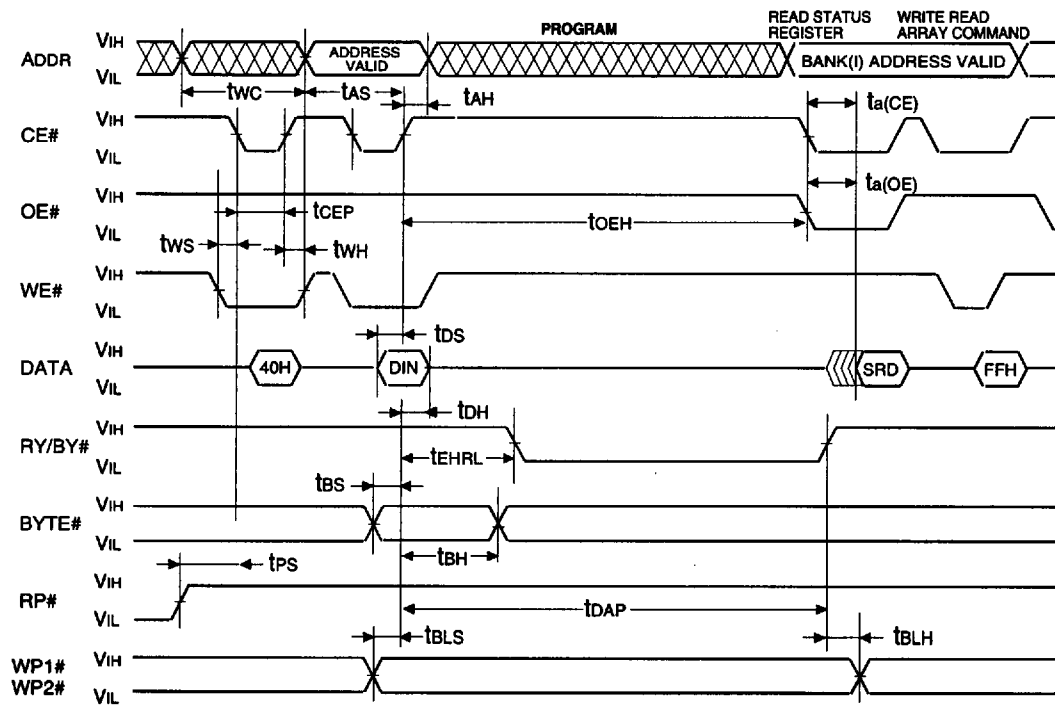 PROGRAM
READ STATUS REGISTER
WRITE READ ARRAY COMMAND
ADDR
VIH
VIL
ADDRESS VALID
BANK(I) ADDRESS VALID
tWC
tAS
tAH
ta(CE)
CE#
VIH
VIL
OE#
VIH
VIL
tCEP
tOEH
ta(OE)
tWS
tWH
WE#
VIH
VIL
tDS
DATA
VIH
VIL
40H
DIN
SRD
FFH
tDH
RY/BY#
VIH
VIL
tEHRL
tBS
BYTE#
VIH
VIL
tBH
tPS
RP#
VIH
VIL
tDAP
tBLS
tBLH
WP1#
WP2#
VIH
VIL